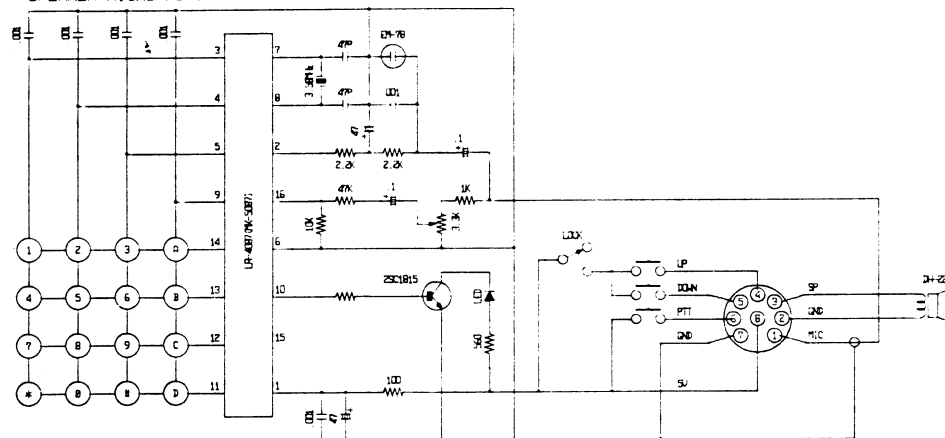 .001
.001
.001
.001
3
7
47P
EM-78
3.58MHz
4
8
47P
.001
47
5
2
2.2K
2.2K
.1
9
16
47K
.1
1K
10K
3.3K
1
2
3
A
14
6
LOCK
UP
2SC1815
4
5
6
B
13
10
LED
DOWN
SP
PTT
GND
GND
MIC
5
4
3
6
8
2
7
1
7
8
9
C
12
15
560
*
0
#
D
11
1
100
5V
.001
47